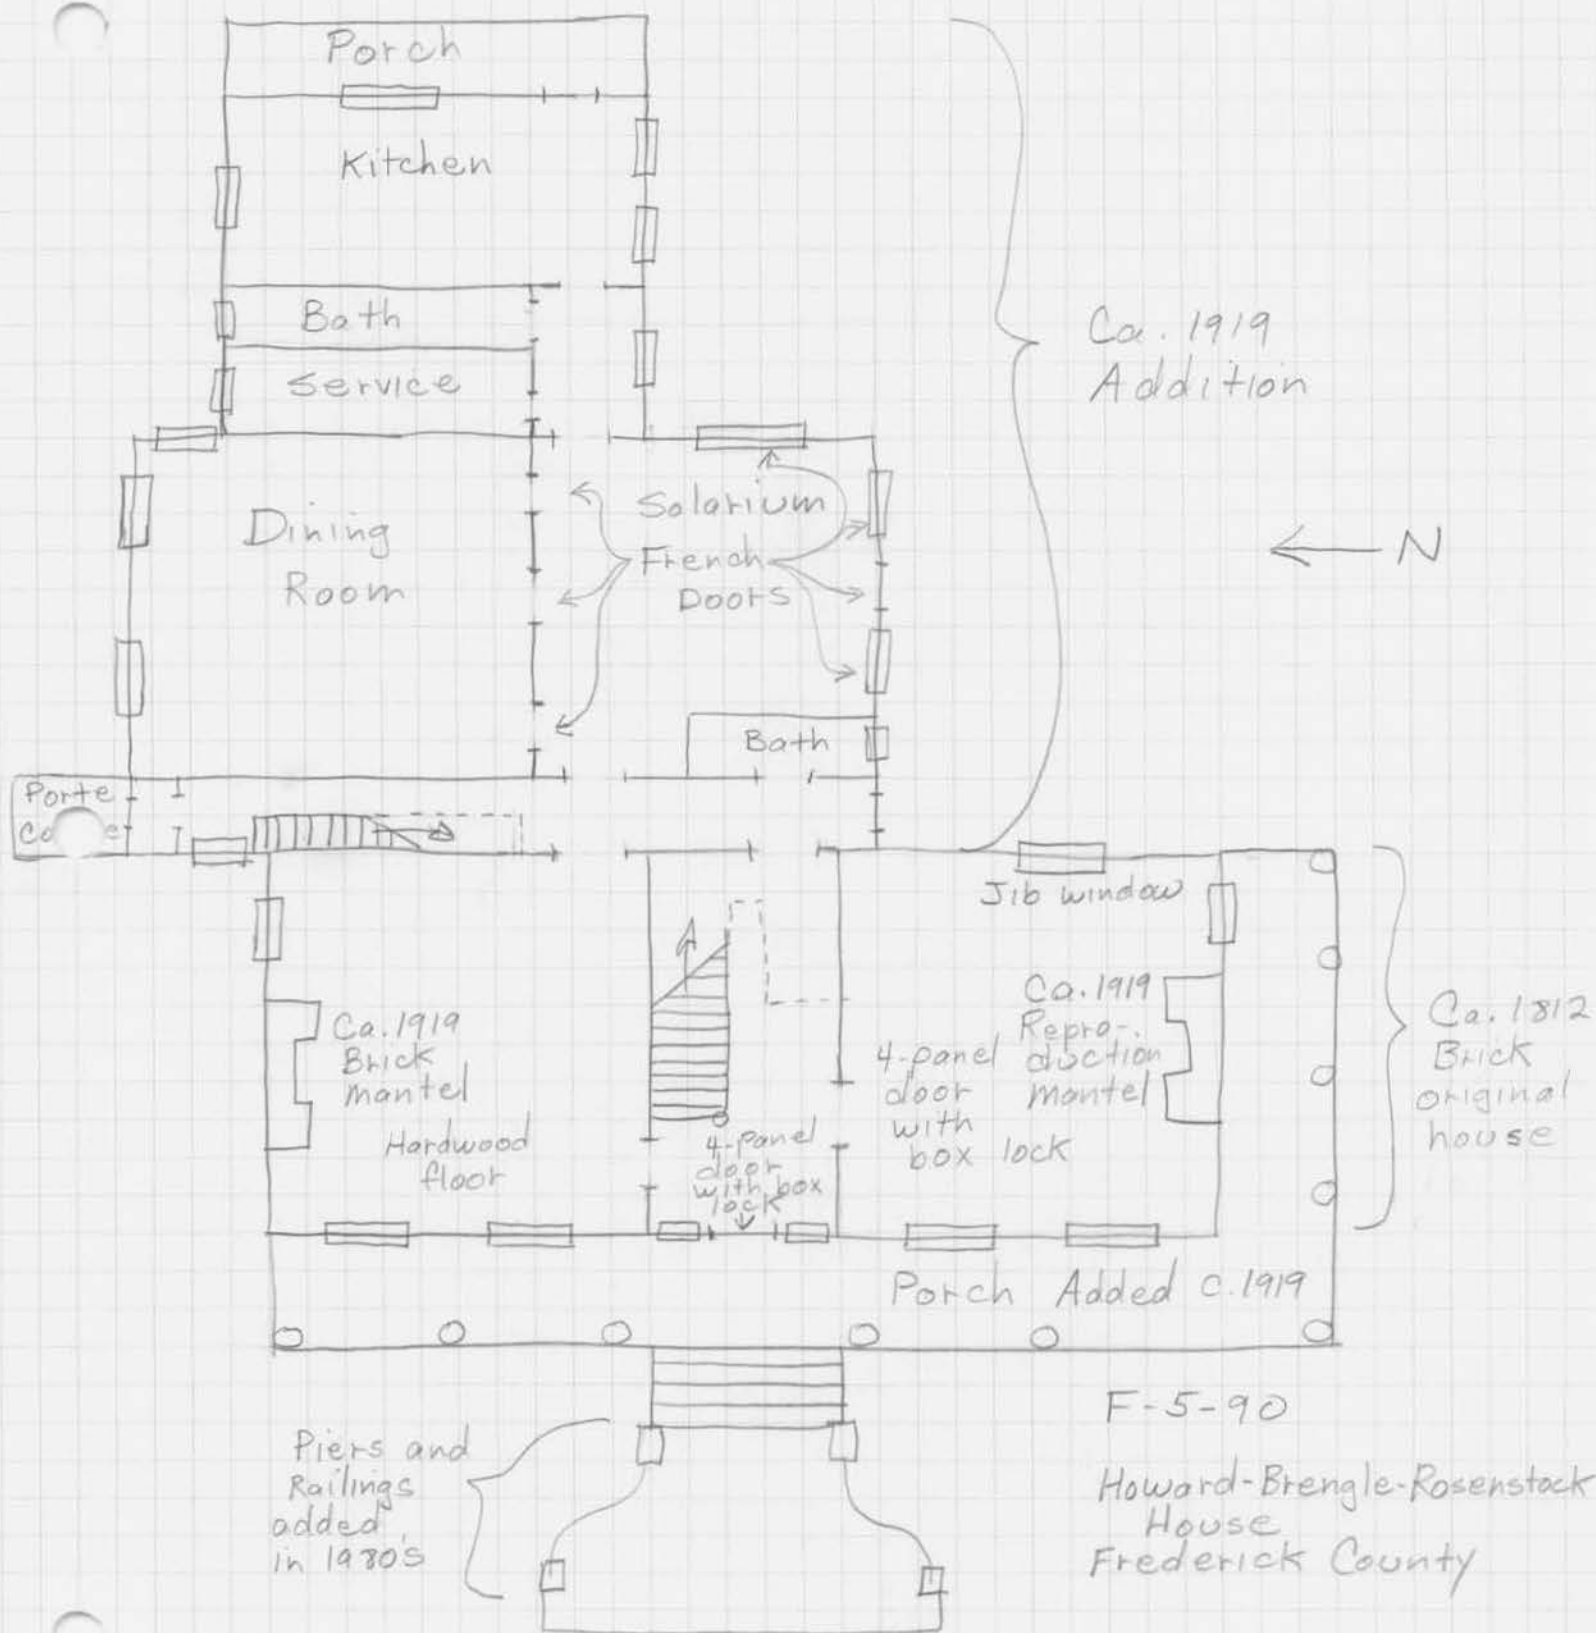 Porch
Kitchen
Bath
Service
Ca. 1919
Addition
Dining
Room
Solarium
French
Doors
N
Bath
Porte
Jib window
Ca. 1919
Brick
mantel
Hardwood
floor
4-panel
door
with box
lock
4-panel
door
with
box lock
Ca. 1919
Repro-
duction
mantel
Ca. 1812
Brick
original
house
Porch Added c. 1919
Piers and
Railings
added
in 1980's
F-5-90
Howard-Brengle-Rosenstock
House
Frederick County